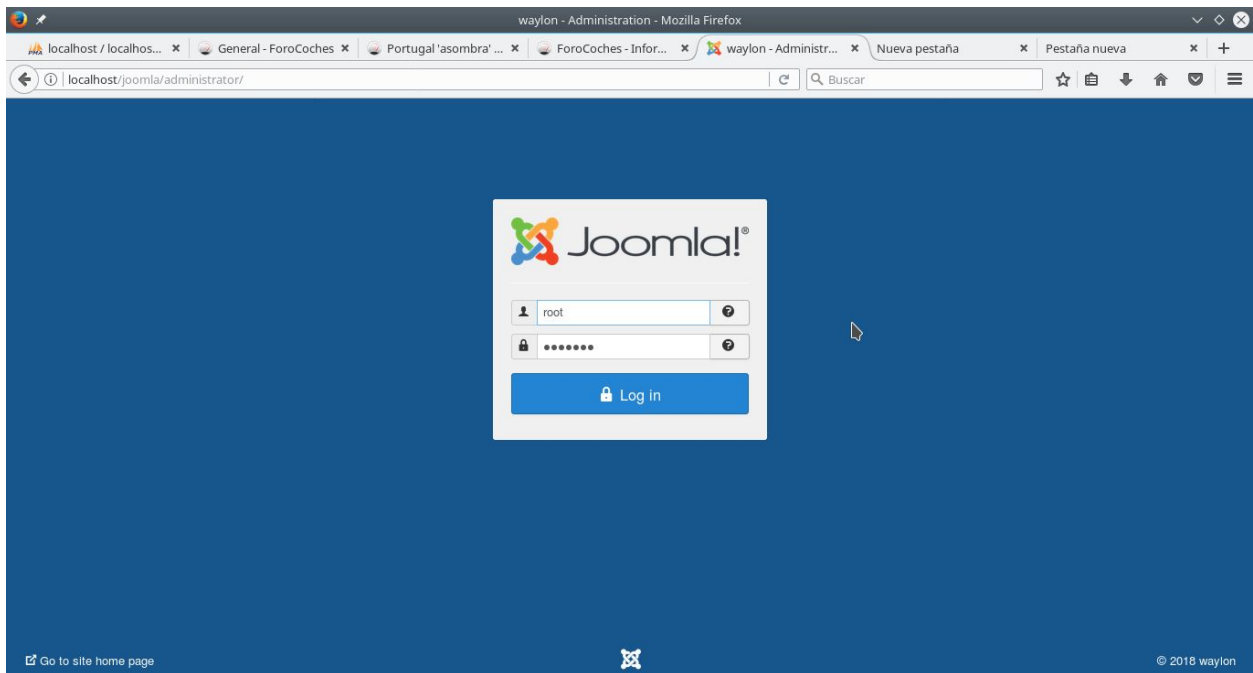 waylon - Administration - Mozilla Firefox
localhost / localhos...
General - ForoCoches
Portugal 'asombra' ...
ForoCoches - Infor...
waylon - Administr...
Nueva pestaña
Pestaña nueva
localhost/joomla/administrator/
Buscar
Joomla!®
root
Log in
Go to site home page
© 2018 waylon